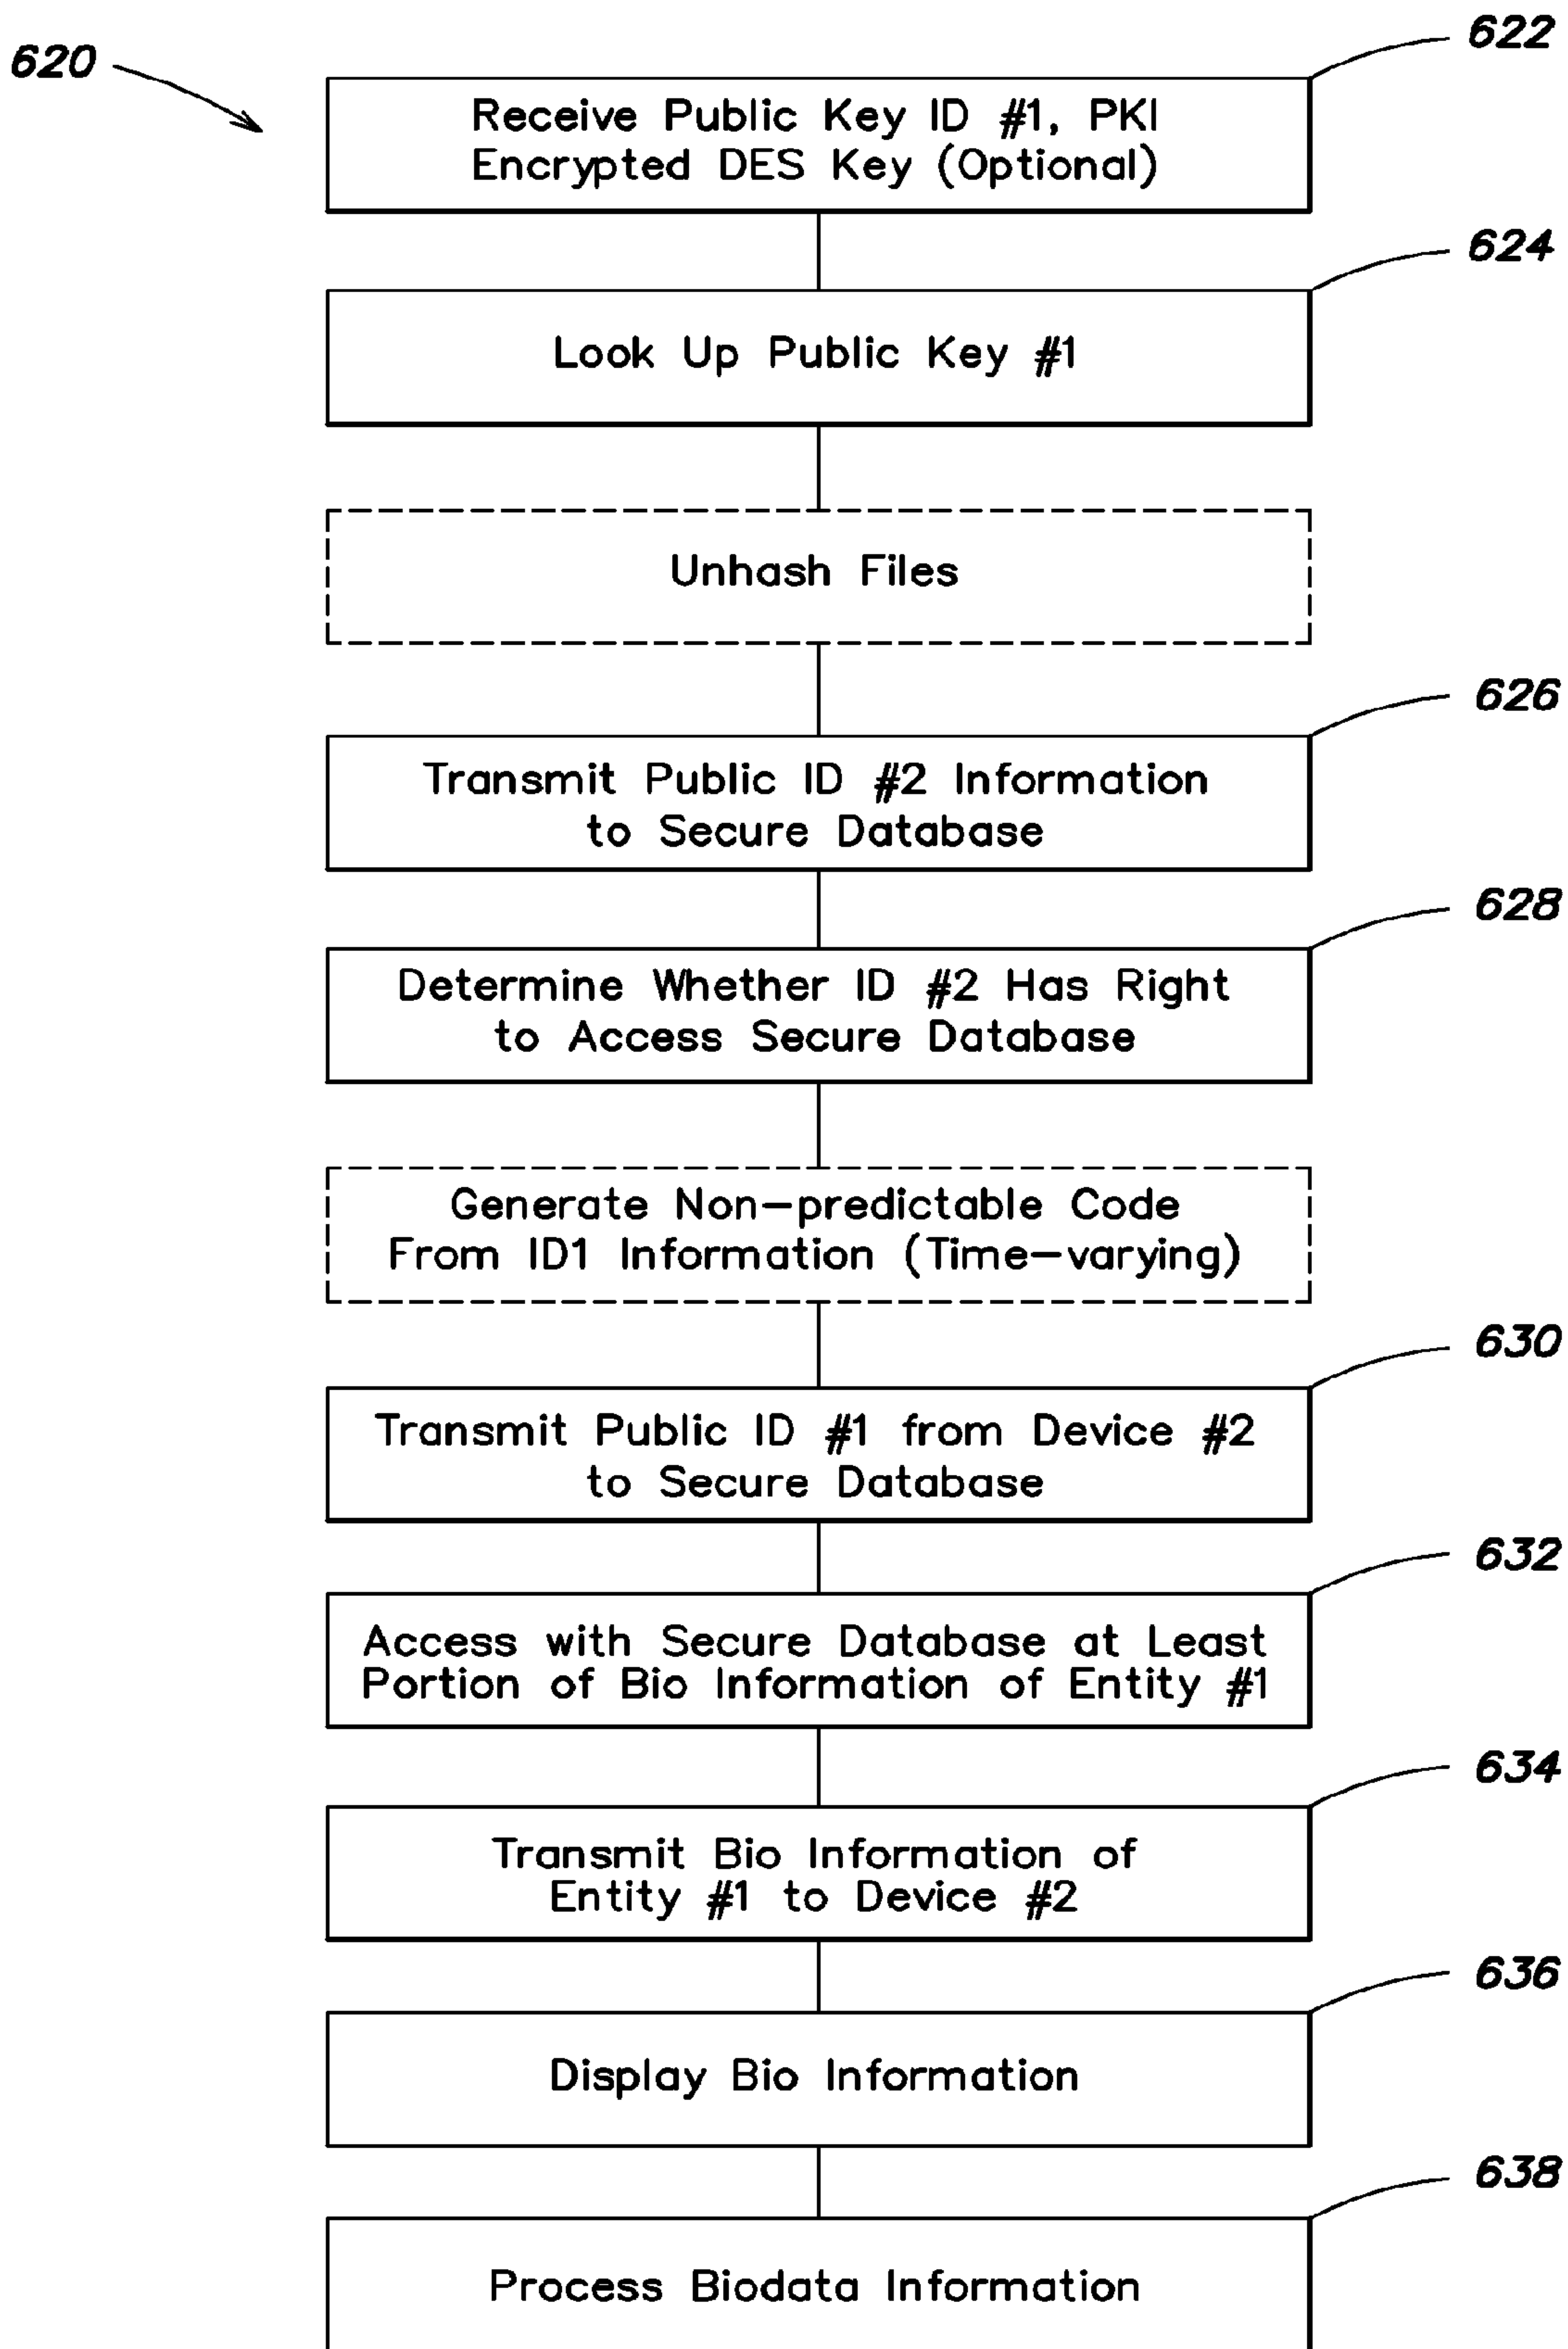 620
622
Receive Public Key ID #1, PKI
Encrypted DES Key (Optional)
624
Look Up Public Key #1
Unhash Files
626
Transmit Public ID #2 Information
to Secure Database
628
Determine Whether ID #2 Has Right
to Access Secure Database
Generate Non-predictable Code
From ID1 Information (Time-varying)
630
Transmit Public ID #1 from Device #2
to Secure Database
632
Access with Secure Database at Least
Portion of Bio Information of Entity #1
634
Transmit Bio Information of
Entity #1 to Device #2
636
Display Bio Information
638
Process Biodata Information